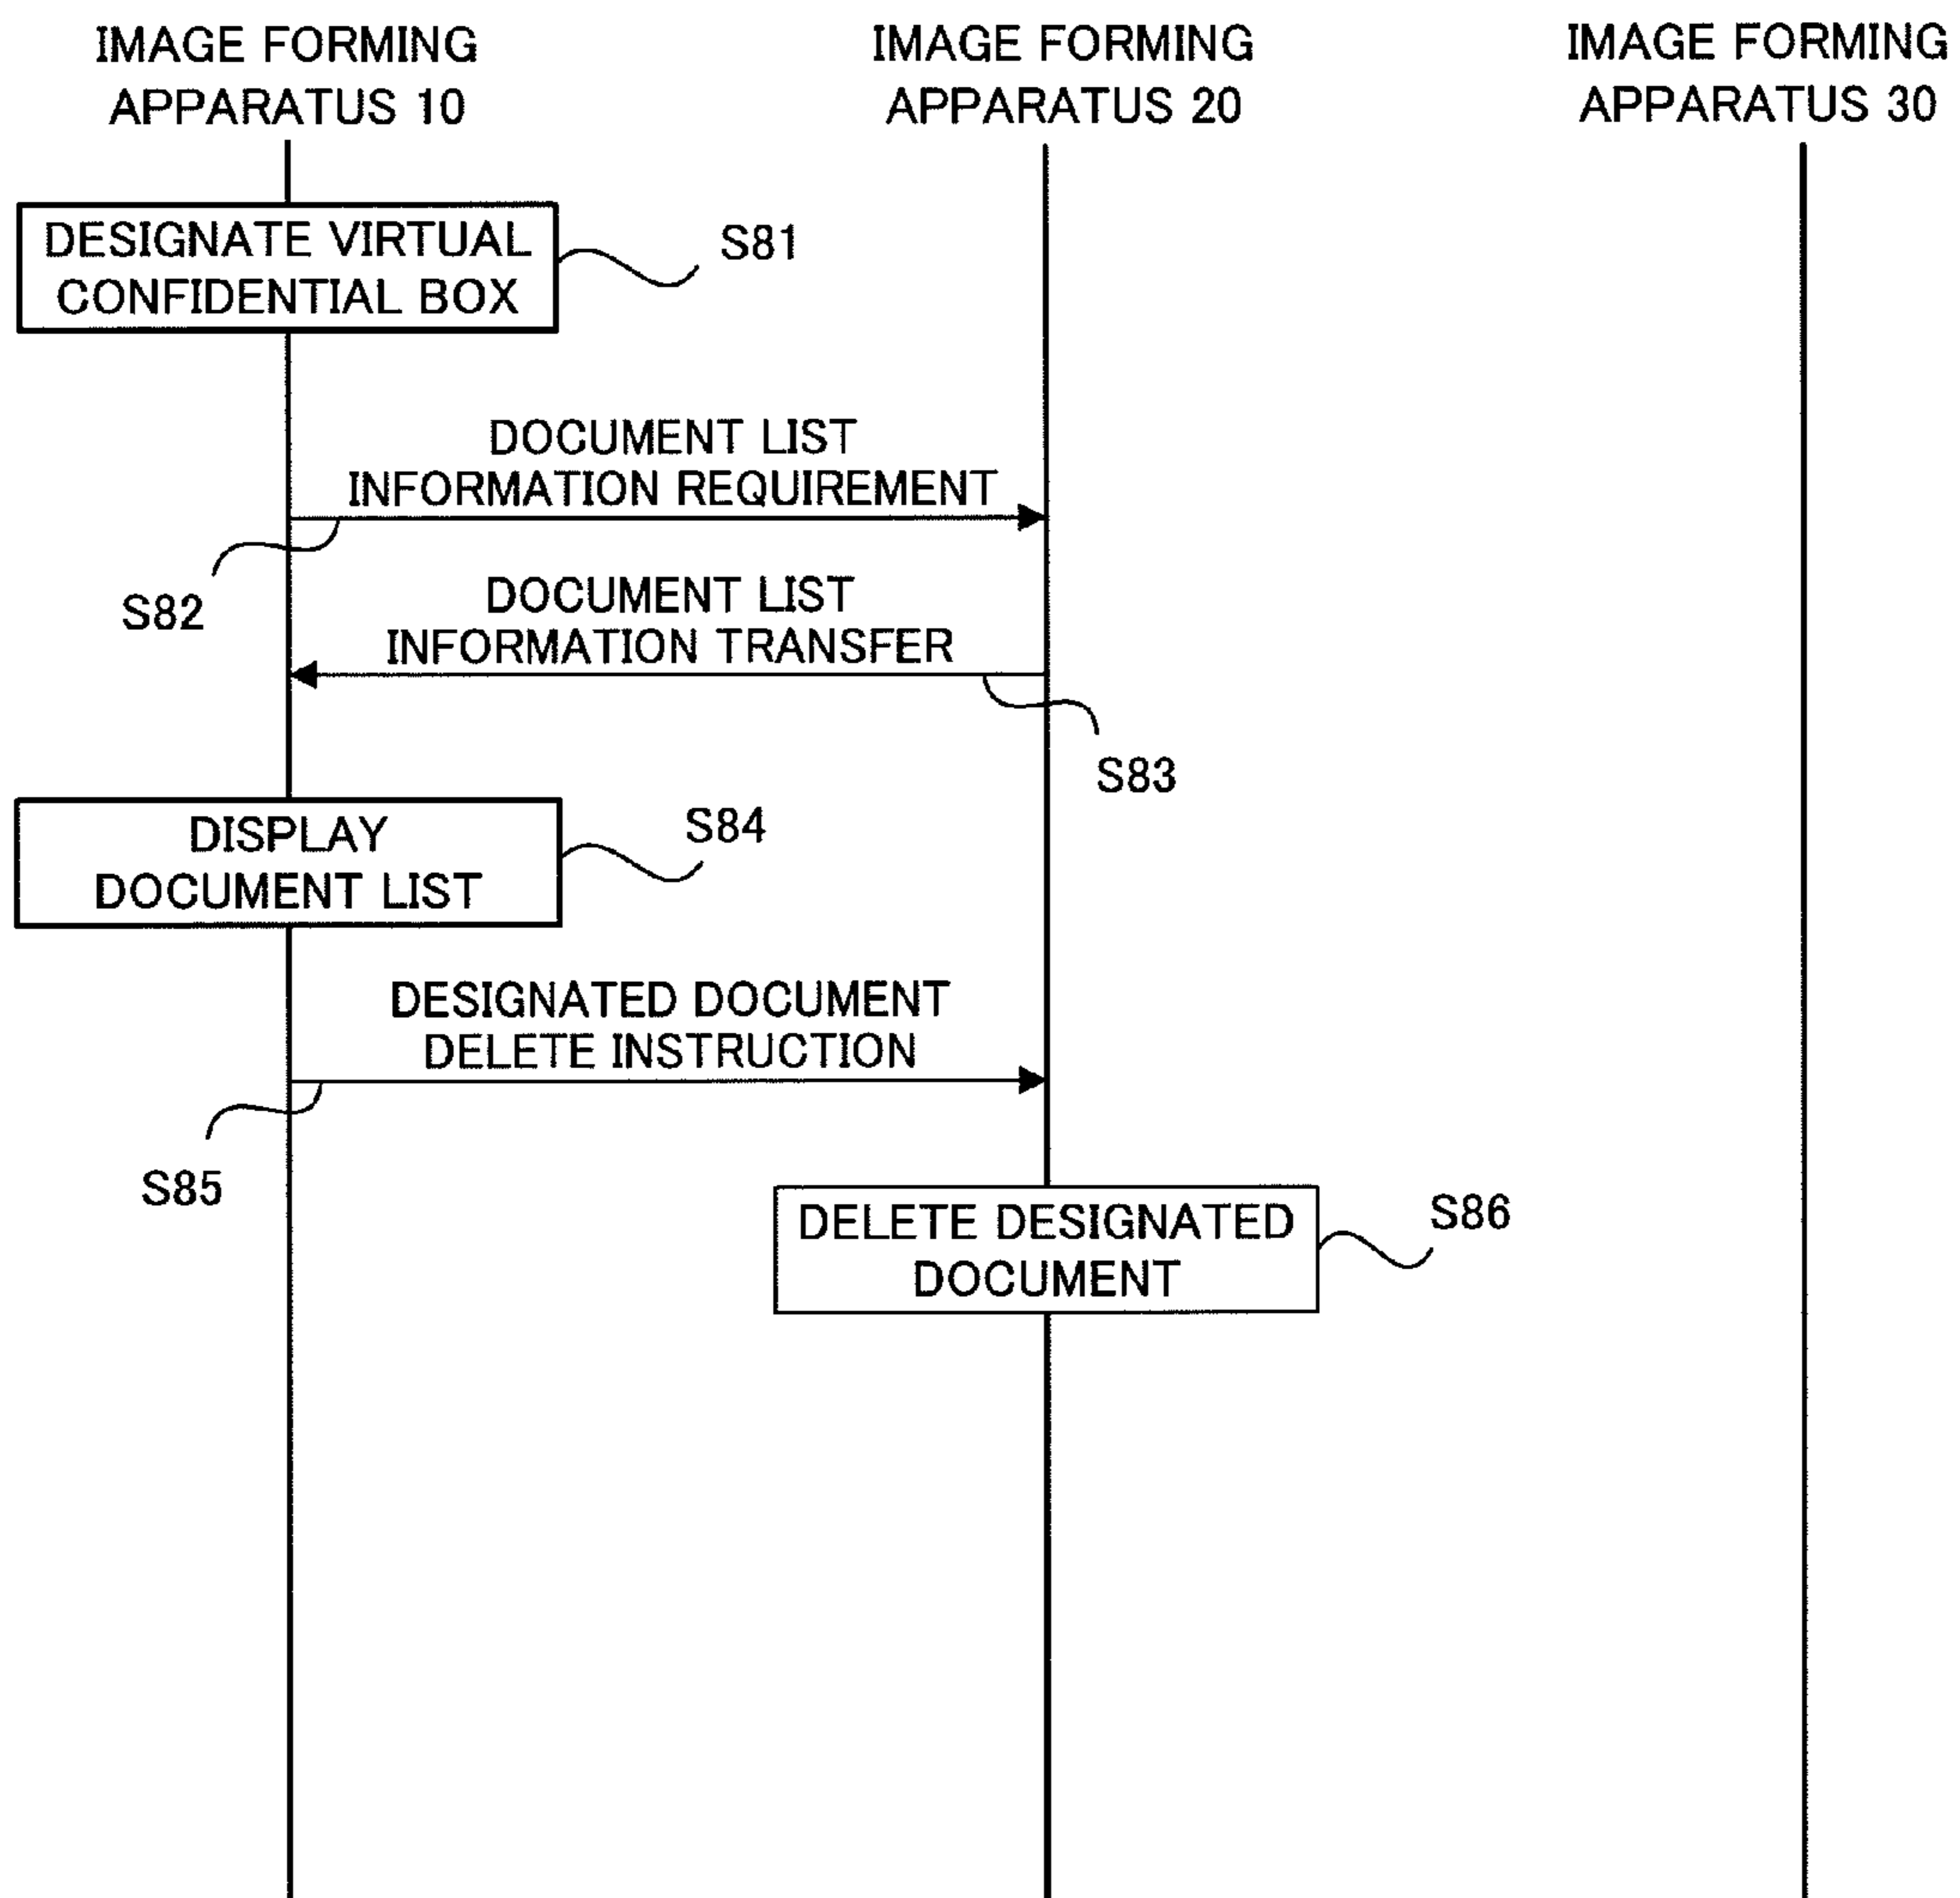 IMAGE FORMING
APPARATUS 10
IMAGE FORMING
APPARATUS 20
IMAGE FORMING
APPARATUS 30
DESIGNATE VIRTUAL
CONFIDENTIAL BOX
S81
DOCUMENT LIST
INFORMATION REQUIREMENT
S82
DOCUMENT LIST
INFORMATION TRANSFER
S83
DISPLAY
DOCUMENT LIST
S84
DESIGNATED DOCUMENT
DELETE INSTRUCTION
S85
DELETE DESIGNATED
DOCUMENT
S86